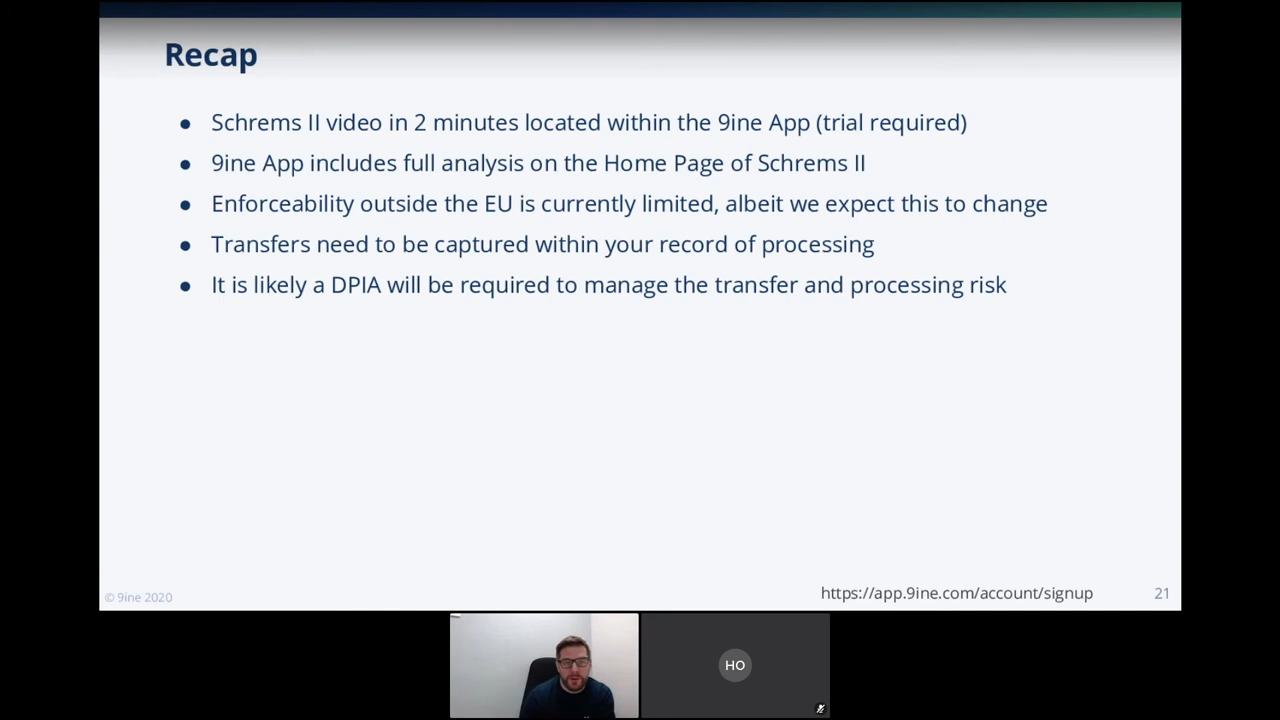 Recap
● Schrems II video in 2 minutes located within the 9ine App (trial required)
● 9ine App includes full analysis on the Home Page of Schrems II
● Enforceability outside the EU is currently limited, albeit we expect this to change
● Transfers need to be captured within your record of processing
● It is likely a DPIA will be required to manage the transfer and processing risk
© 9ine 2020
https://app.9ine.com/account/signup
21
HO